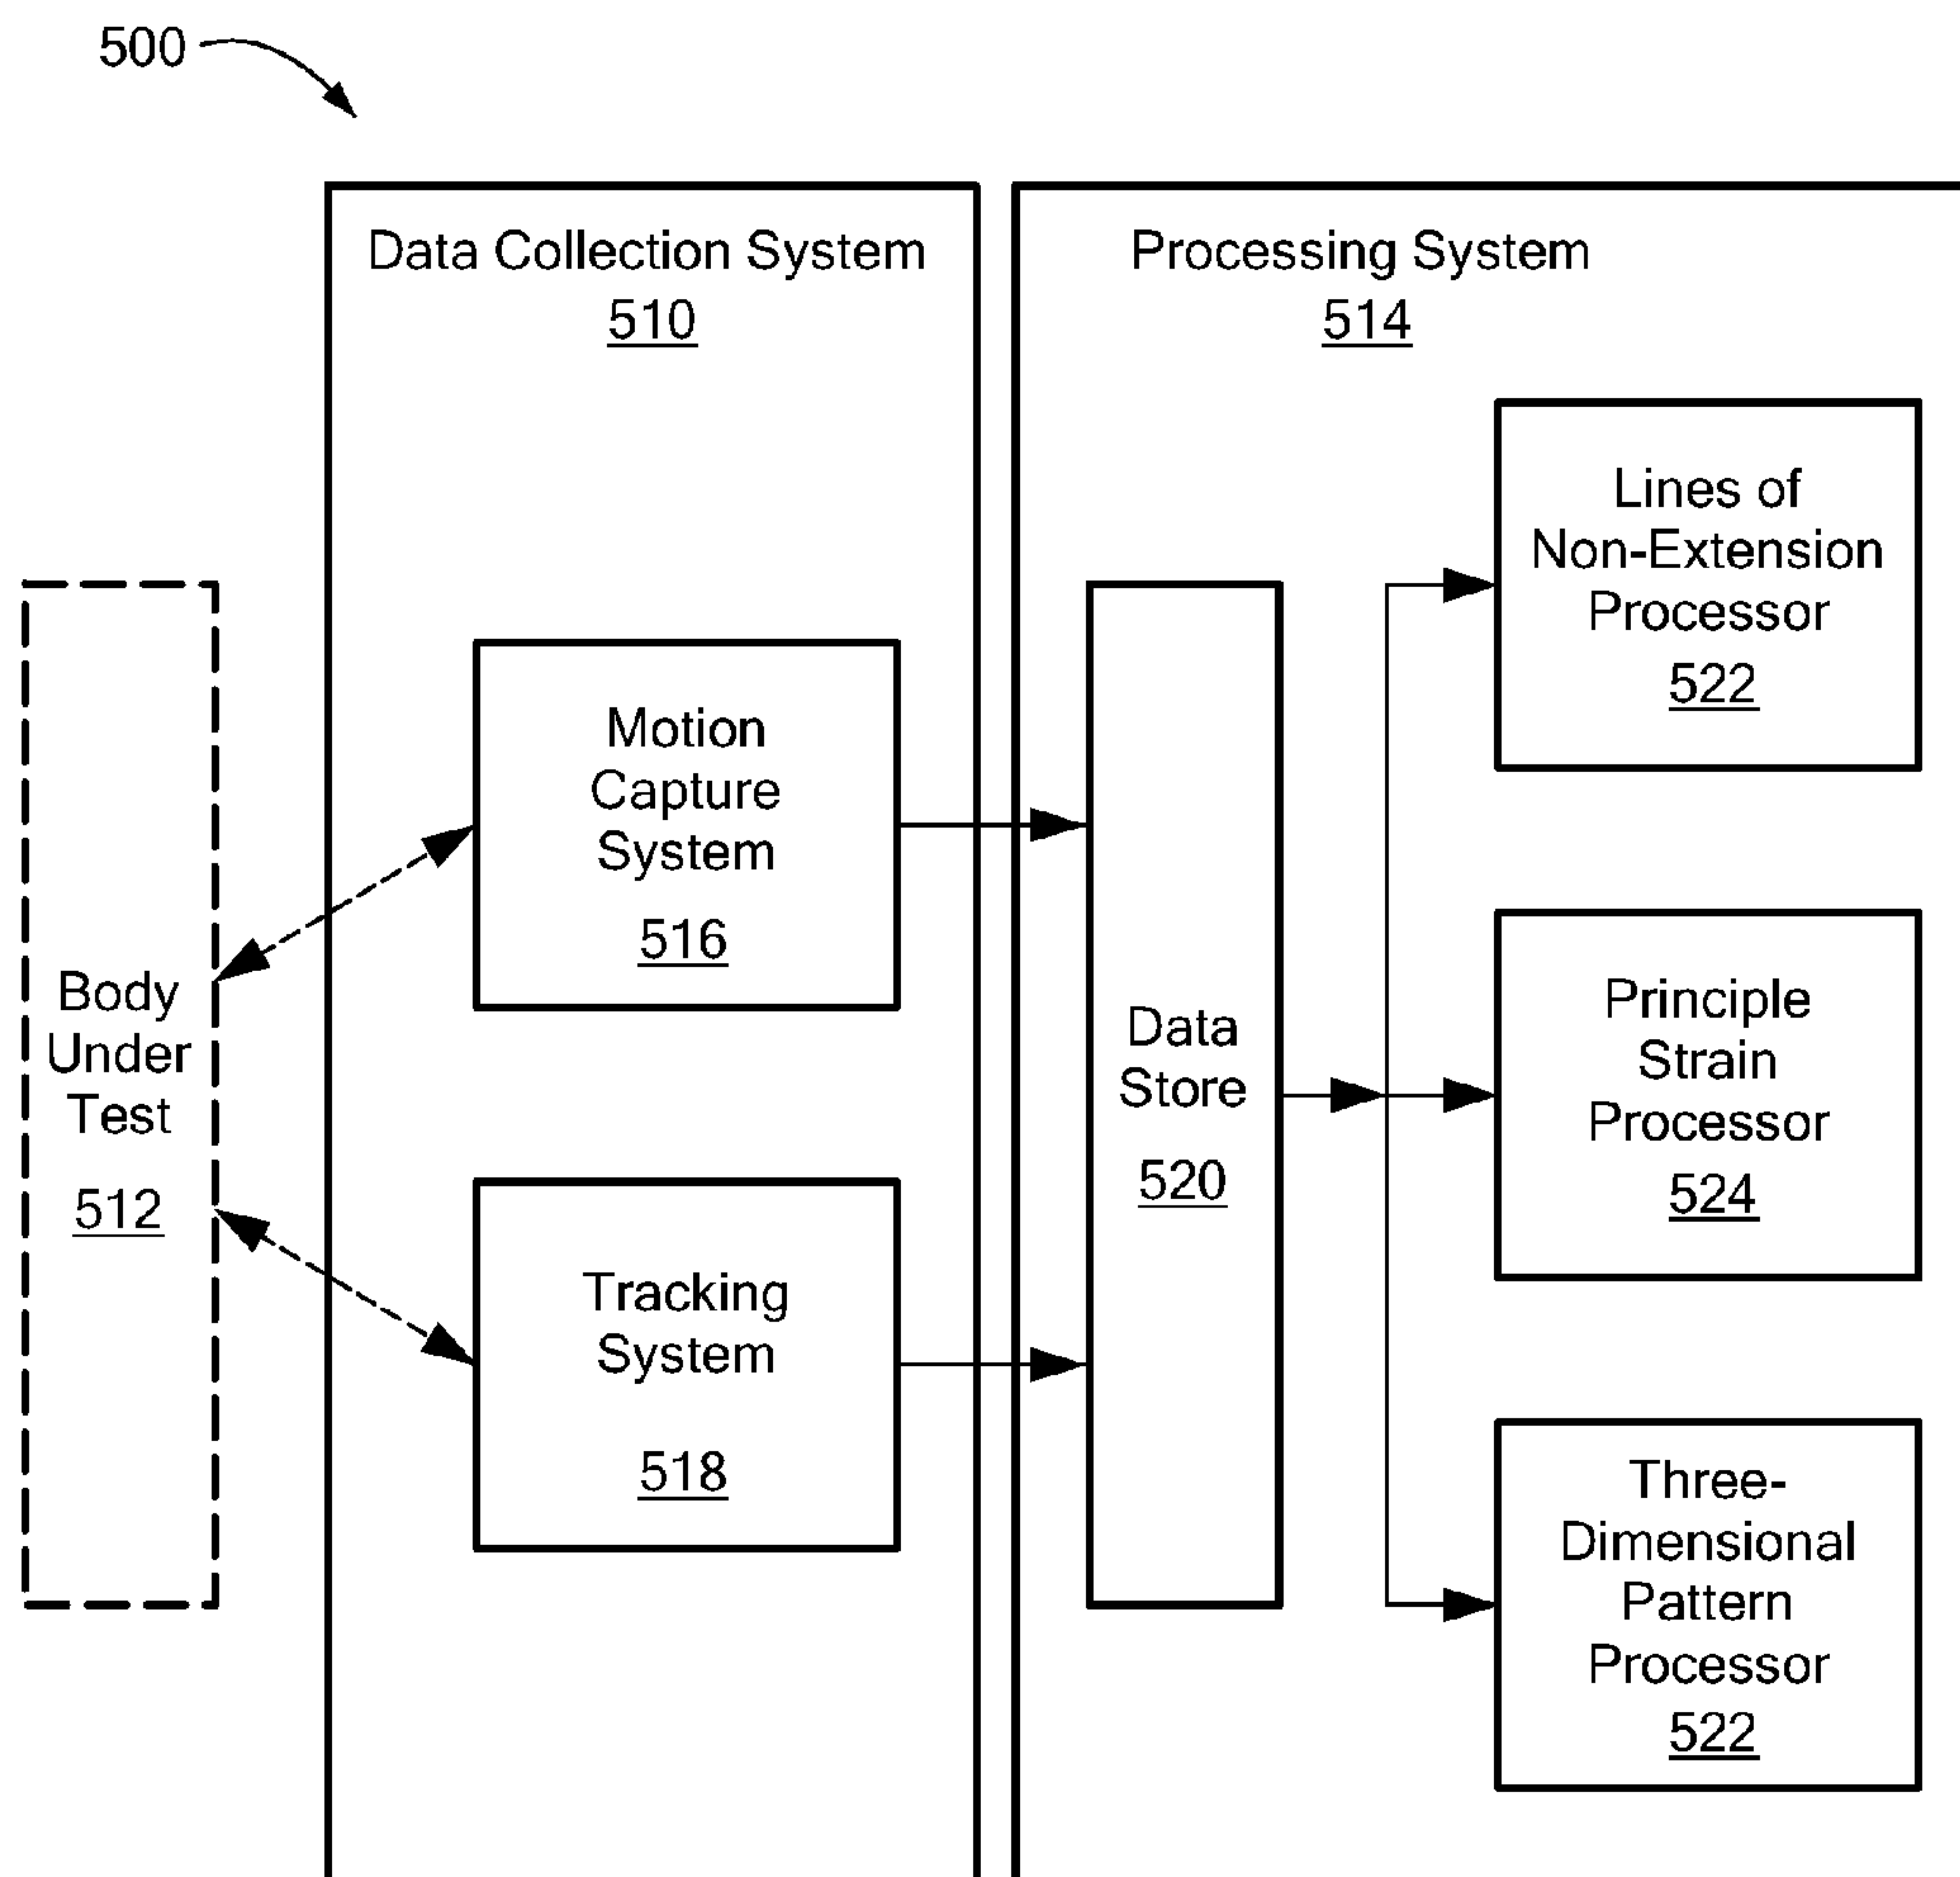 500
Data Collection System
510
Processing System
514
Lines of
Non-Extension
Processor
522
Motion
Capture
System
516
Body
Under
Test
512
Data
Store
520
Principle
Strain
Processor
524
Tracking
System
518
Three-
Dimensional
Pattern
Processor
522